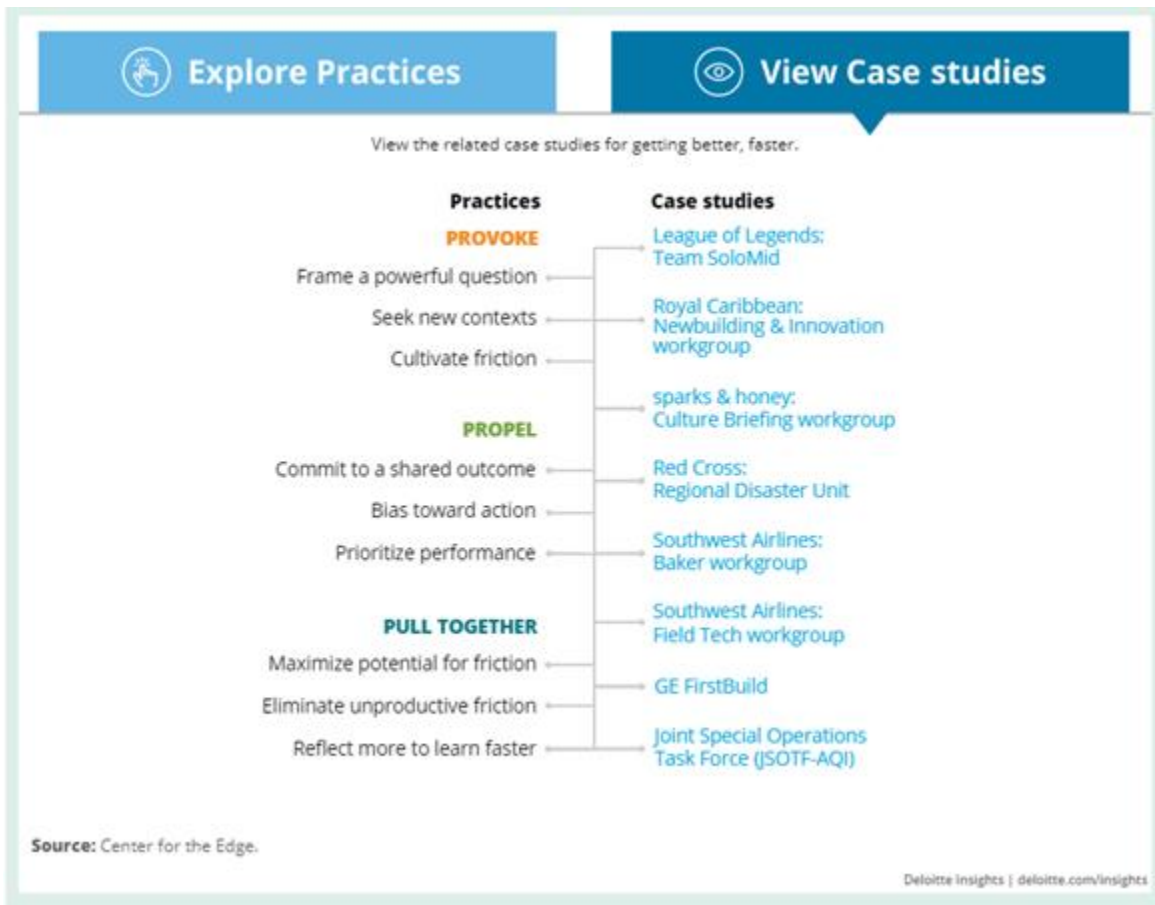 Explore Practices
View Case studies
View the related case studies for getting better, faster.
Practices
PROVOKE
Frame a powerful question
Seek new contexts
Cultivate friction
PROPEL
Commit to a shared outcome
Bias toward action
Prioritize performance
PULL TOGETHER
Maximize potential for friction
Eliminate unproductive friction
Reflect more to learn faster
Case studies
League of Legends:
Team SoloMid
Royal Caribbean:
Newbuilding & Innovation
workgroup
sparks & honey:
Culture Briefing workgroup
Red Cross:
Regional Disaster Unit
Southwest Airlines:
Baker workgroup
Southwest Airlines:
Field Tech workgroup
GE FirstBuild
Joint Special Operations
Task Force (JSOTF-AQI)
Source: Center for the Edge.
Deloitte Insights | deloitte.com/insights